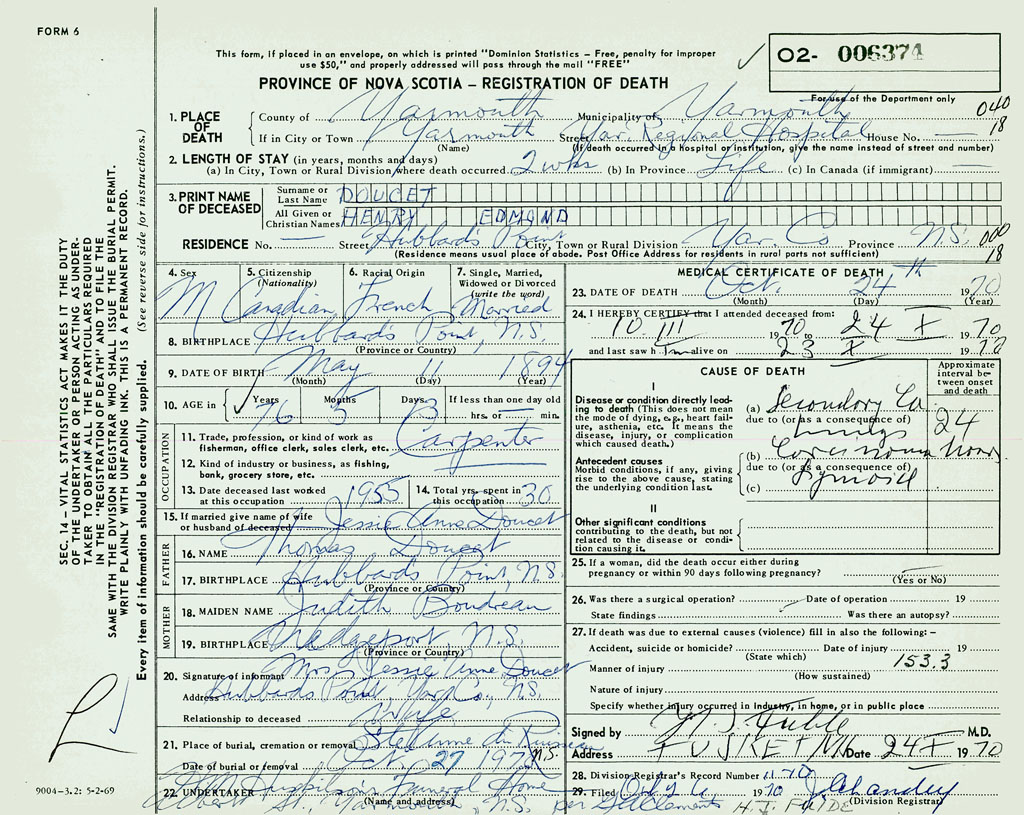 FORM 6
This form, if placed in an envelope, on which is printed "Dominion Statistics – Free, penalty for improper
use $50," and properly addressed will pass through the mail "FREE"
PROVINCE OF NOVA SCOTIA – REGISTRATION OF DEATH
02- 006374
For use of the Department only
040
18
SEC. 14 – VITAL STATISTICS ACT MAKES IT THE DUTY
OF THE UNDERTAKER OR PERSON ACTING AS UNDER-
TAKER TO OBTAIN ALL THE PARTICULARS REQUIRED
IN THE "REGISTRATION OF DEATH" AND TO FILE THE
SAME WITH THE DIVISION REGISTRAR WHO SHALL ISSUE THE BURIAL PERMIT.
WRITE PLAINLY WITH UNFADING INK. THIS IS A PERMANENT RECORD.
Every item of information should be carefully supplied. (See reverse side for instructions.)
1. PLACE OF DEATH
County of Yarmouth Municipality of Yarmouth
If in City or Town Yarmouth Street Yar. Regional Hospital House No. —
(Name) (If death occurred in a hospital or institution, give the name instead of street and number)
2. LENGTH OF STAY (in years, months and days)
(a) In City, Town or Rural Division where death occurred 2 wks (b) In Province Life (c) In Canada (if immigrant) —
3. PRINT NAME OF DECEASED
Surname or Last Name DOUCET
All Given or Christian Names HENRY EDMOND
RESIDENCE No. — Street Hubbards Point City, Town or Rural Division Yar. Co. Province N.S.
(Residence means usual place of abode. Post Office Address for residents in rural parts not sufficient)
000
18
4. Sex M
5. Citizenship (Nationality) Canadian
6. Racial Origin French
7. Single, Married, Widowed or Divorced (write the word) Married
8. BIRTHPLACE Hubbards Point, N.S.
(Province or Country)
9. DATE OF BIRTH May 11 1894
(Month) (Day) (Year)
10. AGE in Years 76 Months 5 Days 13 If less than one day old hrs. or — min.
OCCUPATION
11. Trade, profession, or kind of work as fisherman, office clerk, sales clerk, etc. Carpenter
12. Kind of industry or business, as fishing, bank, grocery store, etc.
13. Date deceased last worked at this occupation 1955
14. Total yrs. spent in this occupation 30
15. If married give name of wife or husband of deceased Jessie Anne Doucet
FATHER
16. NAME Thomas Doucet
17. BIRTHPLACE Hubbards Point, N.S.
(Province or Country)
MOTHER
18. MAIDEN NAME Judith Boudreau
19. BIRTHPLACE Wedgeport N.S.
(Province or Country)
20. Signature of informant Mrs. Jessie Anne Doucet
Address Hubbards Point, Yar. Co., N.S.
Relationship to deceased Wife
21. Place of burial, cremation or removal Ste Anne du Ruisseau
N.S.
Date of burial or removal Oct. 27 1970
22. UNDERTAKER Funeral Home
(Name and address)
Albert St., Yarmouth, N.S.
MEDICAL CERTIFICATE OF DEATH
23. DATE OF DEATH Oct. 24th 1970
(Month) (Day) (Year)
24. I HEREBY CERTIFY that I attended deceased from:
10 III 1970 to 24 X 1970
and last saw him alive on 23 X 1970
CAUSE OF DEATH
Approximate interval between onset and death
I
Disease or condition directly leading to death (This does not mean the mode of dying, e.g., heart failure, asthenia, etc. It means the disease, injury, or complication which caused death.)
(a) Secondary Ca
due to (or as a consequence of)
lungs
24
Antecedent causes
Morbid conditions, if any, giving rise to the above cause, stating the underlying condition last.
(b) Carcinoma
due to (or as a consequence of)
(c) Sigmoid
II
Other significant conditions contributing to the death, but not related to the disease or condition causing it.
25. If a woman, did the death occur either during pregnancy or within 90 days following pregnancy?
(Yes or No)
26. Was there a surgical operation? Date of operation 19
State findings Was there an autopsy?
27. If death was due to external causes (violence) fill in also the following: –
Accident, suicide or homicide? Date of injury 19
(State which)
153.3
Manner of injury
(How sustained)
Nature of injury
Specify whether injury occurred in industry, in home, or in public place
Signed by M.D.
Address TUSKET NS Date 24 X 1970
28. Division Registrar's Record Number 11-70
29. Filed 1970
(Division Registrar)
per Settlements
9004-3.2: 5-2-69